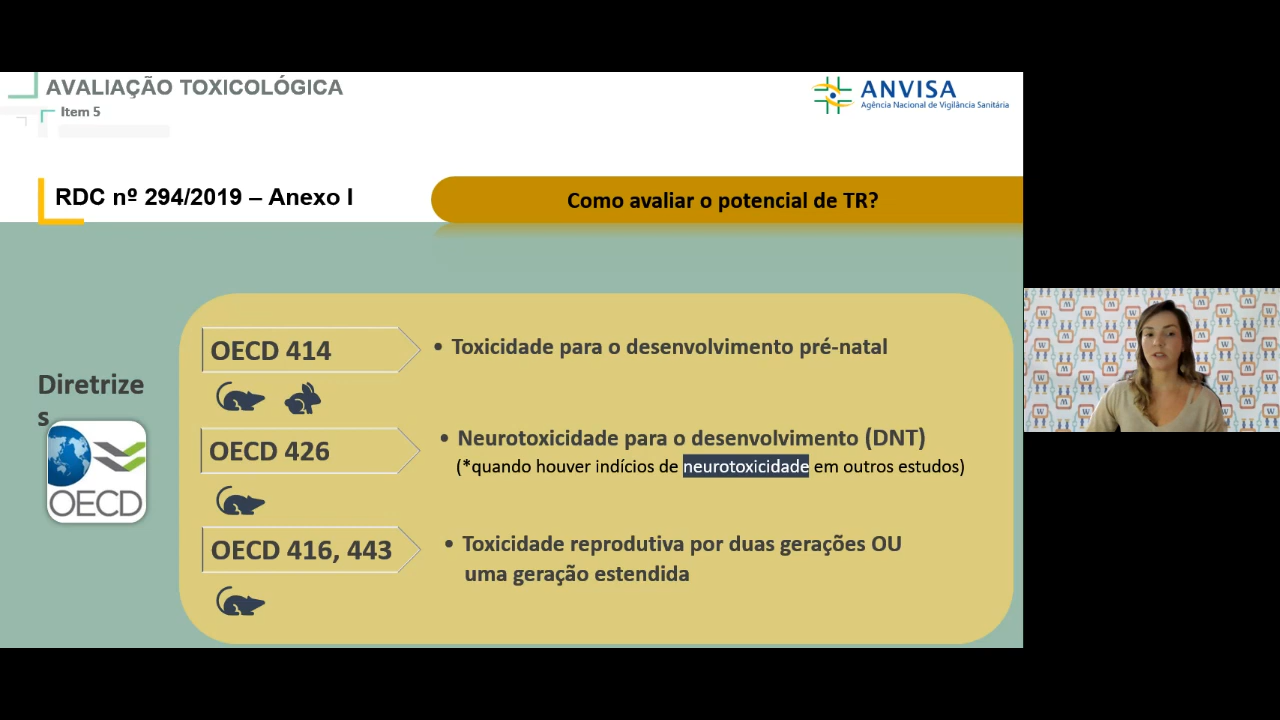 AVALIAÇÃO TOXICOLÓGICA
Item 5
ANVISA
Agência Nacional de Vigilância Sanitária
RDC nº 294/2019 – Anexo I
Como avaliar o potencial de TR?
Diretrize
s
OECD
OECD 414
• Toxicidade para o desenvolvimento pré-natal
OECD 426
• Neurotoxicidade para o desenvolvimento (DNT)
(*quando houver indícios de neurotoxicidade em outros estudos)
OECD 416, 443
• Toxicidade reprodutiva por duas gerações OU
uma geração estendida